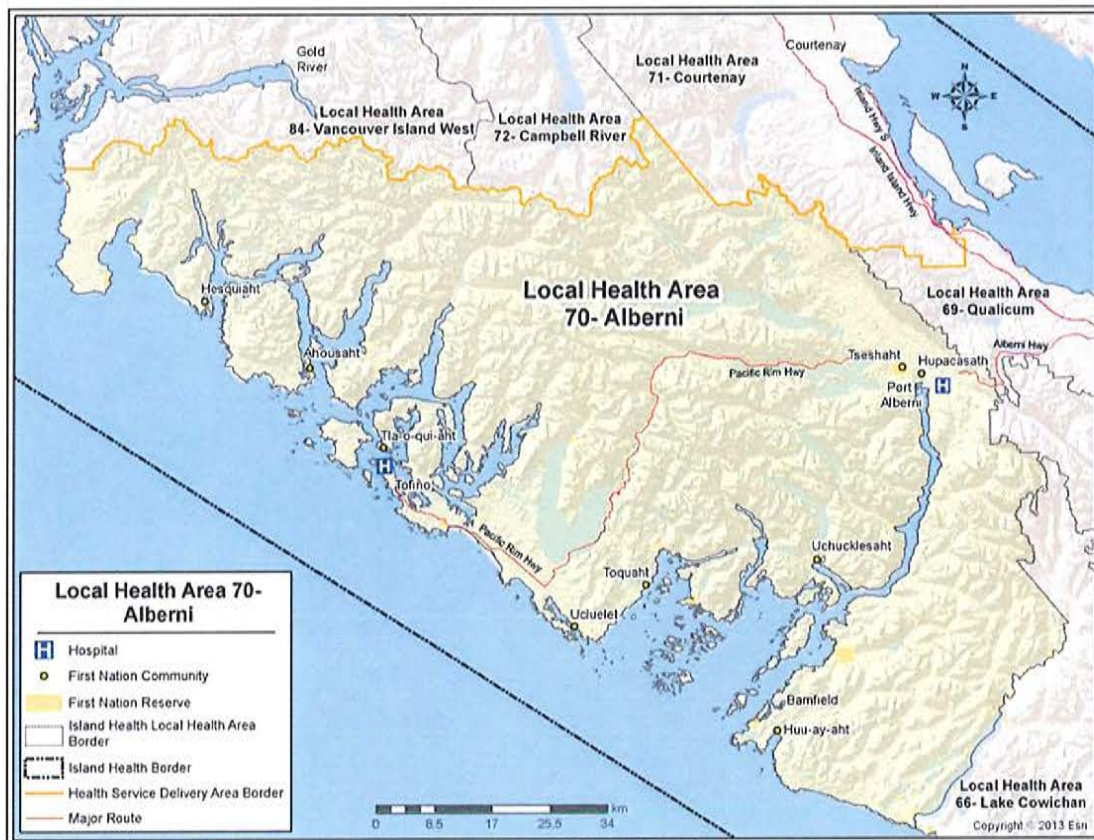 Courtenay
Gold
River
Local Health Area
71- Courtenay
N
W
E
S
Local Health Area
84- Vancouver Island West
Local Health Area
72- Campbell River
Island Hwy S
Inland Island Hwy
Hesquiaht
Local Health Area
70- Alberni
Local Health Area
69- Qualicum
Alberni Hwy
Ahousaht
Tseshaht
Hupacasath
Pacific Rim Hwy
Port
Alberni
H
Tla-o-qui-aht
H
Tofino
Pacific Rim Hwy
Uchucklesaht
Toquaht
Ucluelet
Bamfield
Huu-ay-aht
Local Health Area 70-
Alberni
H Hospital
First Nation Community
First Nation Reserve
Island Health Local Health Area
Border
Island Health Border
Health Service Delivery Area Border
Major Route
km
0 8.5 17 25.5 34
Local Health Area
66- Lake Cowichan
Copyright © 2013 Esri